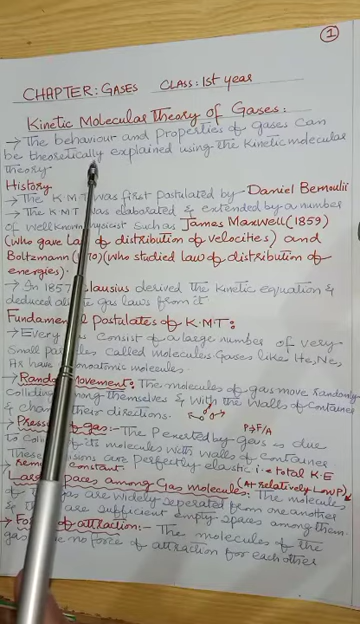 1
CHAPTER: GASES CLASS: 1st year
Kinetic Molecular Theory of Gases:
→ The behaviour and properties of gases can
be theoretically explained using the Kinetic molecular
theory.
History
→ The K.M.T was first postulated by Daniel Bernoulii
→ The K.M.T was elaborated & extended by a number
of well known physicist such as James Maxwell (1859)
(who gave Law of distribution of velocities) and
Boltzmann (who studied law of distribution of
energies).
→ In 1857 Clausius derived the kinetic equation &
deduced all the gas laws from it.
Fundamental Postulates of K.M.T:
→ Every consist of a large number of very
Small particles called molecules Gases like He, Ne,
Ar have monoatomic molecules.
→ Random Movement: The molecules of gas move Randomly
Colliding among themselves & with the walls of Container
& change their directions.
→ Pressure of gas:- The P exerted by gas is due P=F/A
to Collisions of its molecules with walls of container
These collisions are perfectly elastic i.e total K.E
Remains constant.
Large spaces among Gas molecules: (At relatively Low P)
The molecules
of gas are widely seperated from one another
& there are sufficient empty spaces among them.
→ Forces of attraction:- The molecules of the
gas have no force of attraction for each other